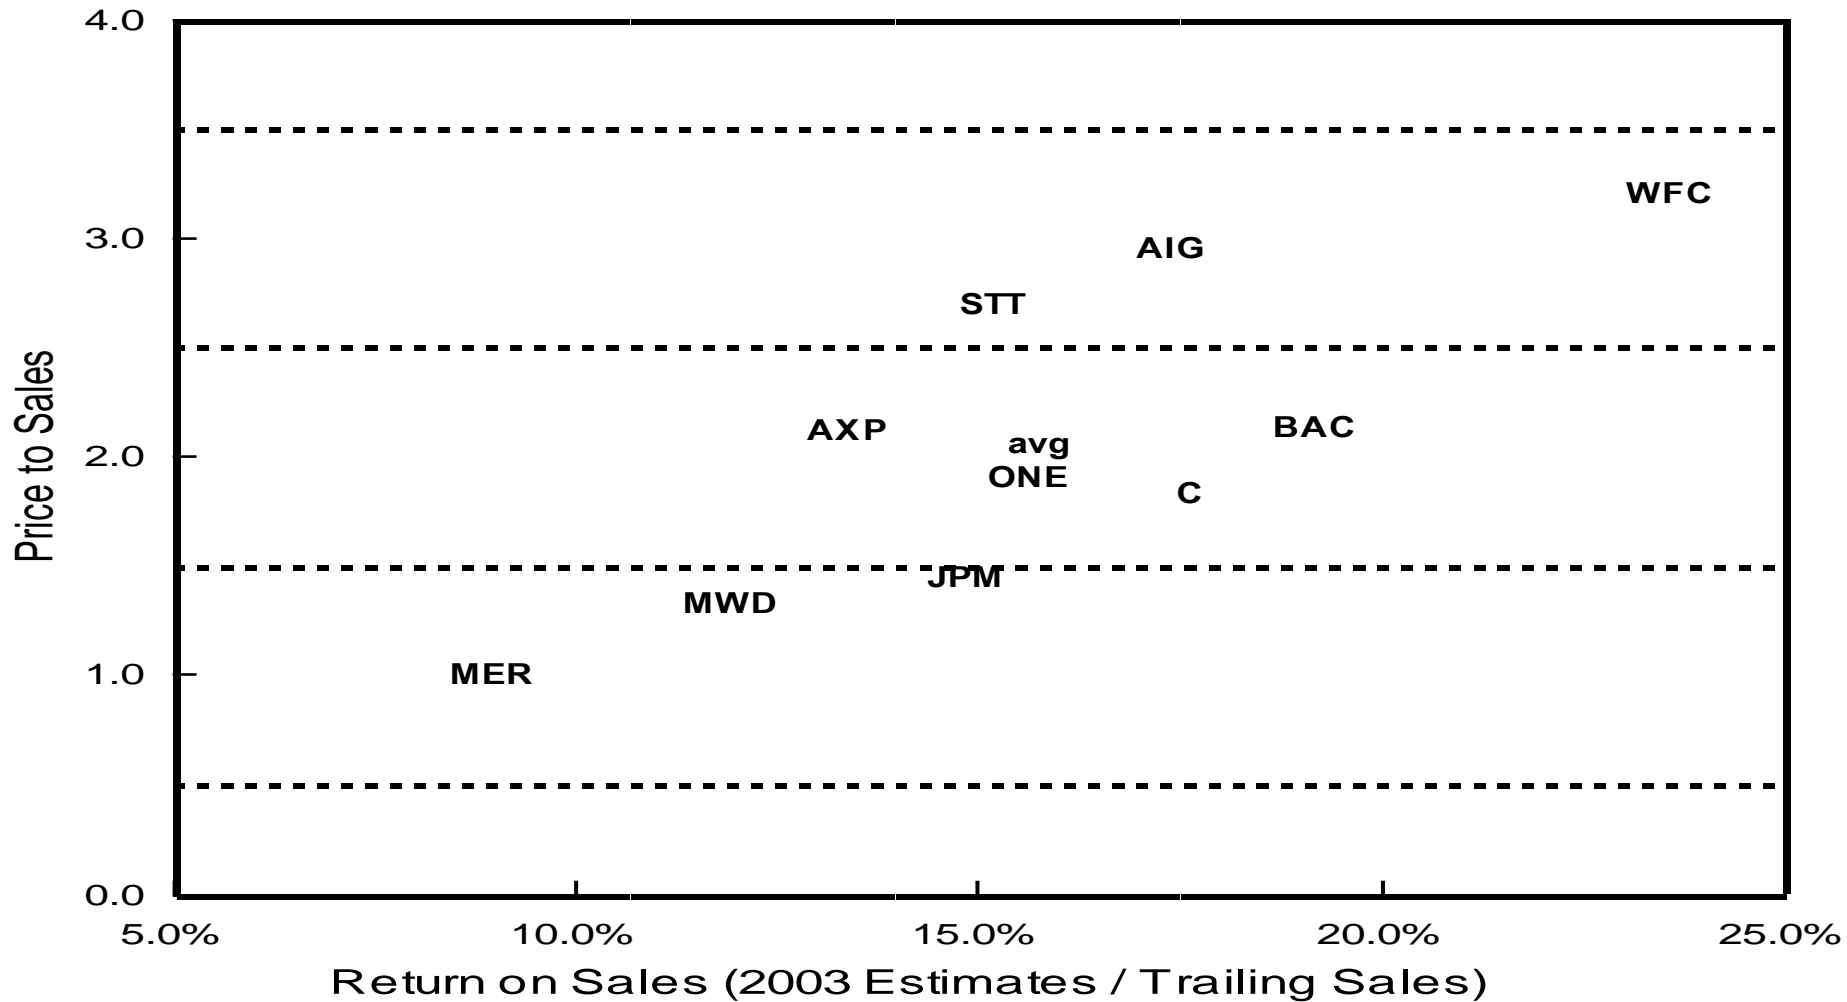 4.0
WFC
3.0
AIG
STT
Price to Sales
AXP
avg
BAC
2.0
ONE
C
JPM
MWD
1.0
MER
0.0
5.0% 10.0% 15.0% 20.0% 25.0%
Return on Sales (2003 Estimates / Trailing Sales)